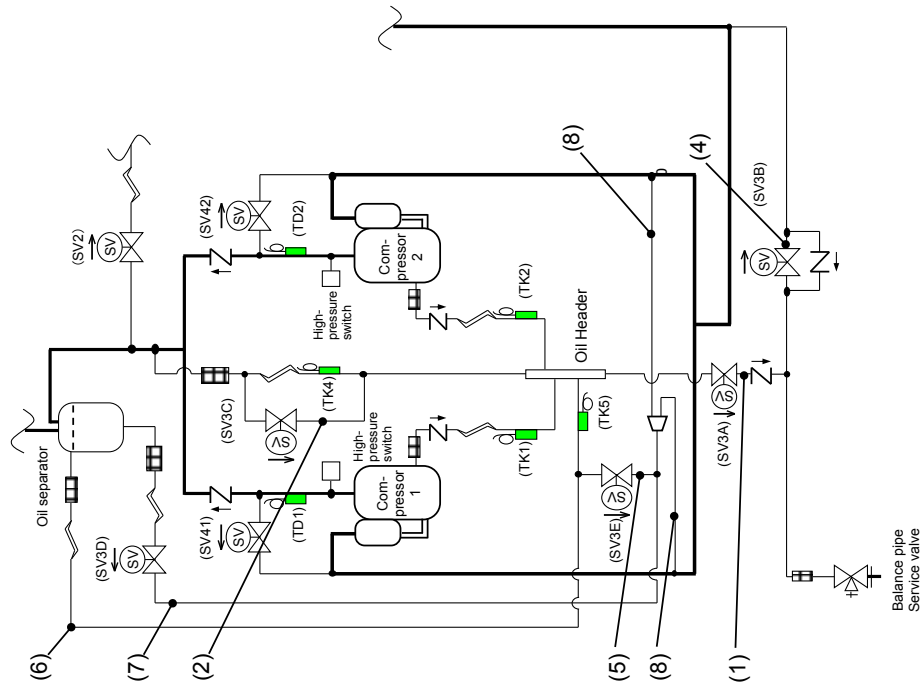 (SV2)
SV
(SV42)
SV
(TD2)
High-
pressure
switch
Com-
pressor
2
(TK2)
Oil Header
(8)
(4)
(SV3B)
SV
Oil separator
(SV3D)
SV
(SV3C)
SV
(TK4)
(SV41)
SV
(TD1)
High-
pressure
switch
Com-
pressor
1
(TK1)
(TK5)
SV
(SV3E)
SV
(SV3A)
(6)
(7)
(2)
(5)
(8)
(1)
Balance pipe
Service valve